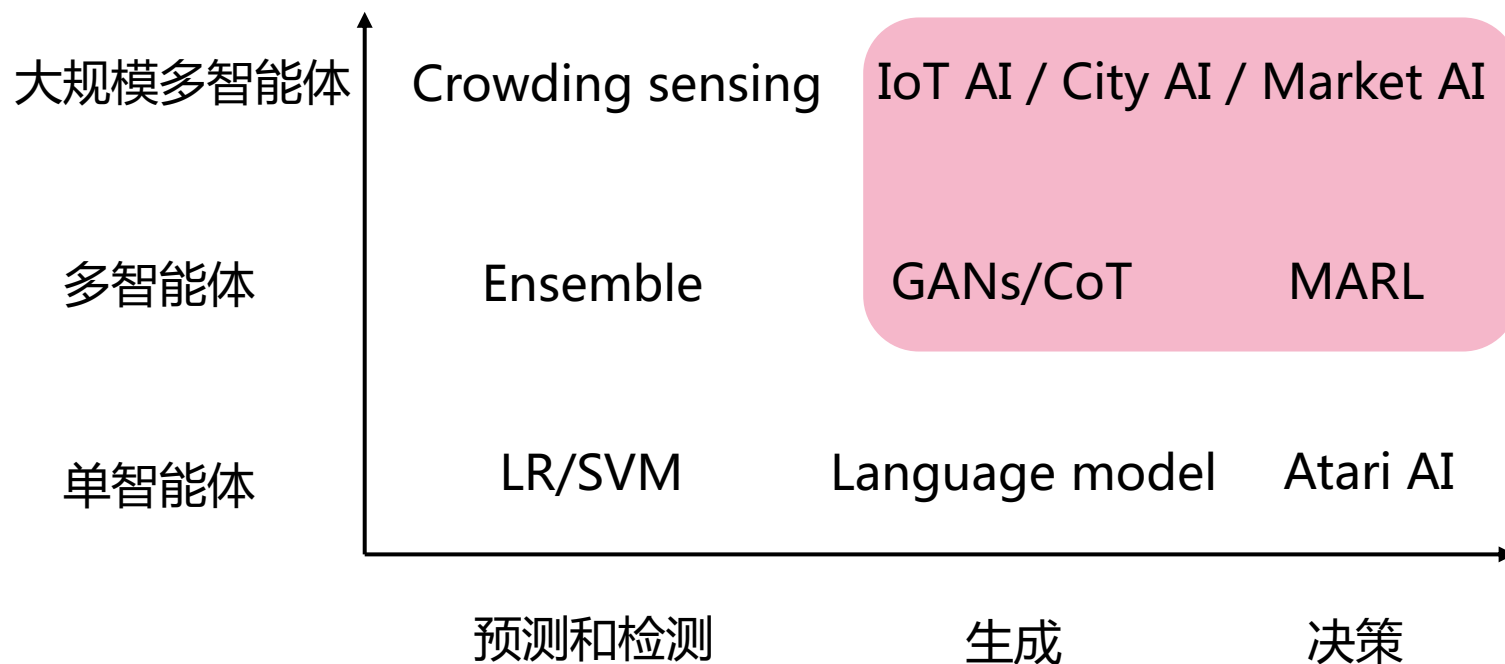 大规模多智能体 Crowding sensing IoT AI / City AI / Market AI
多智能体 Ensemble GANs/CoT MARL
单智能体 LR/SVM Language model Atari AI
预测和检测 生成 决策